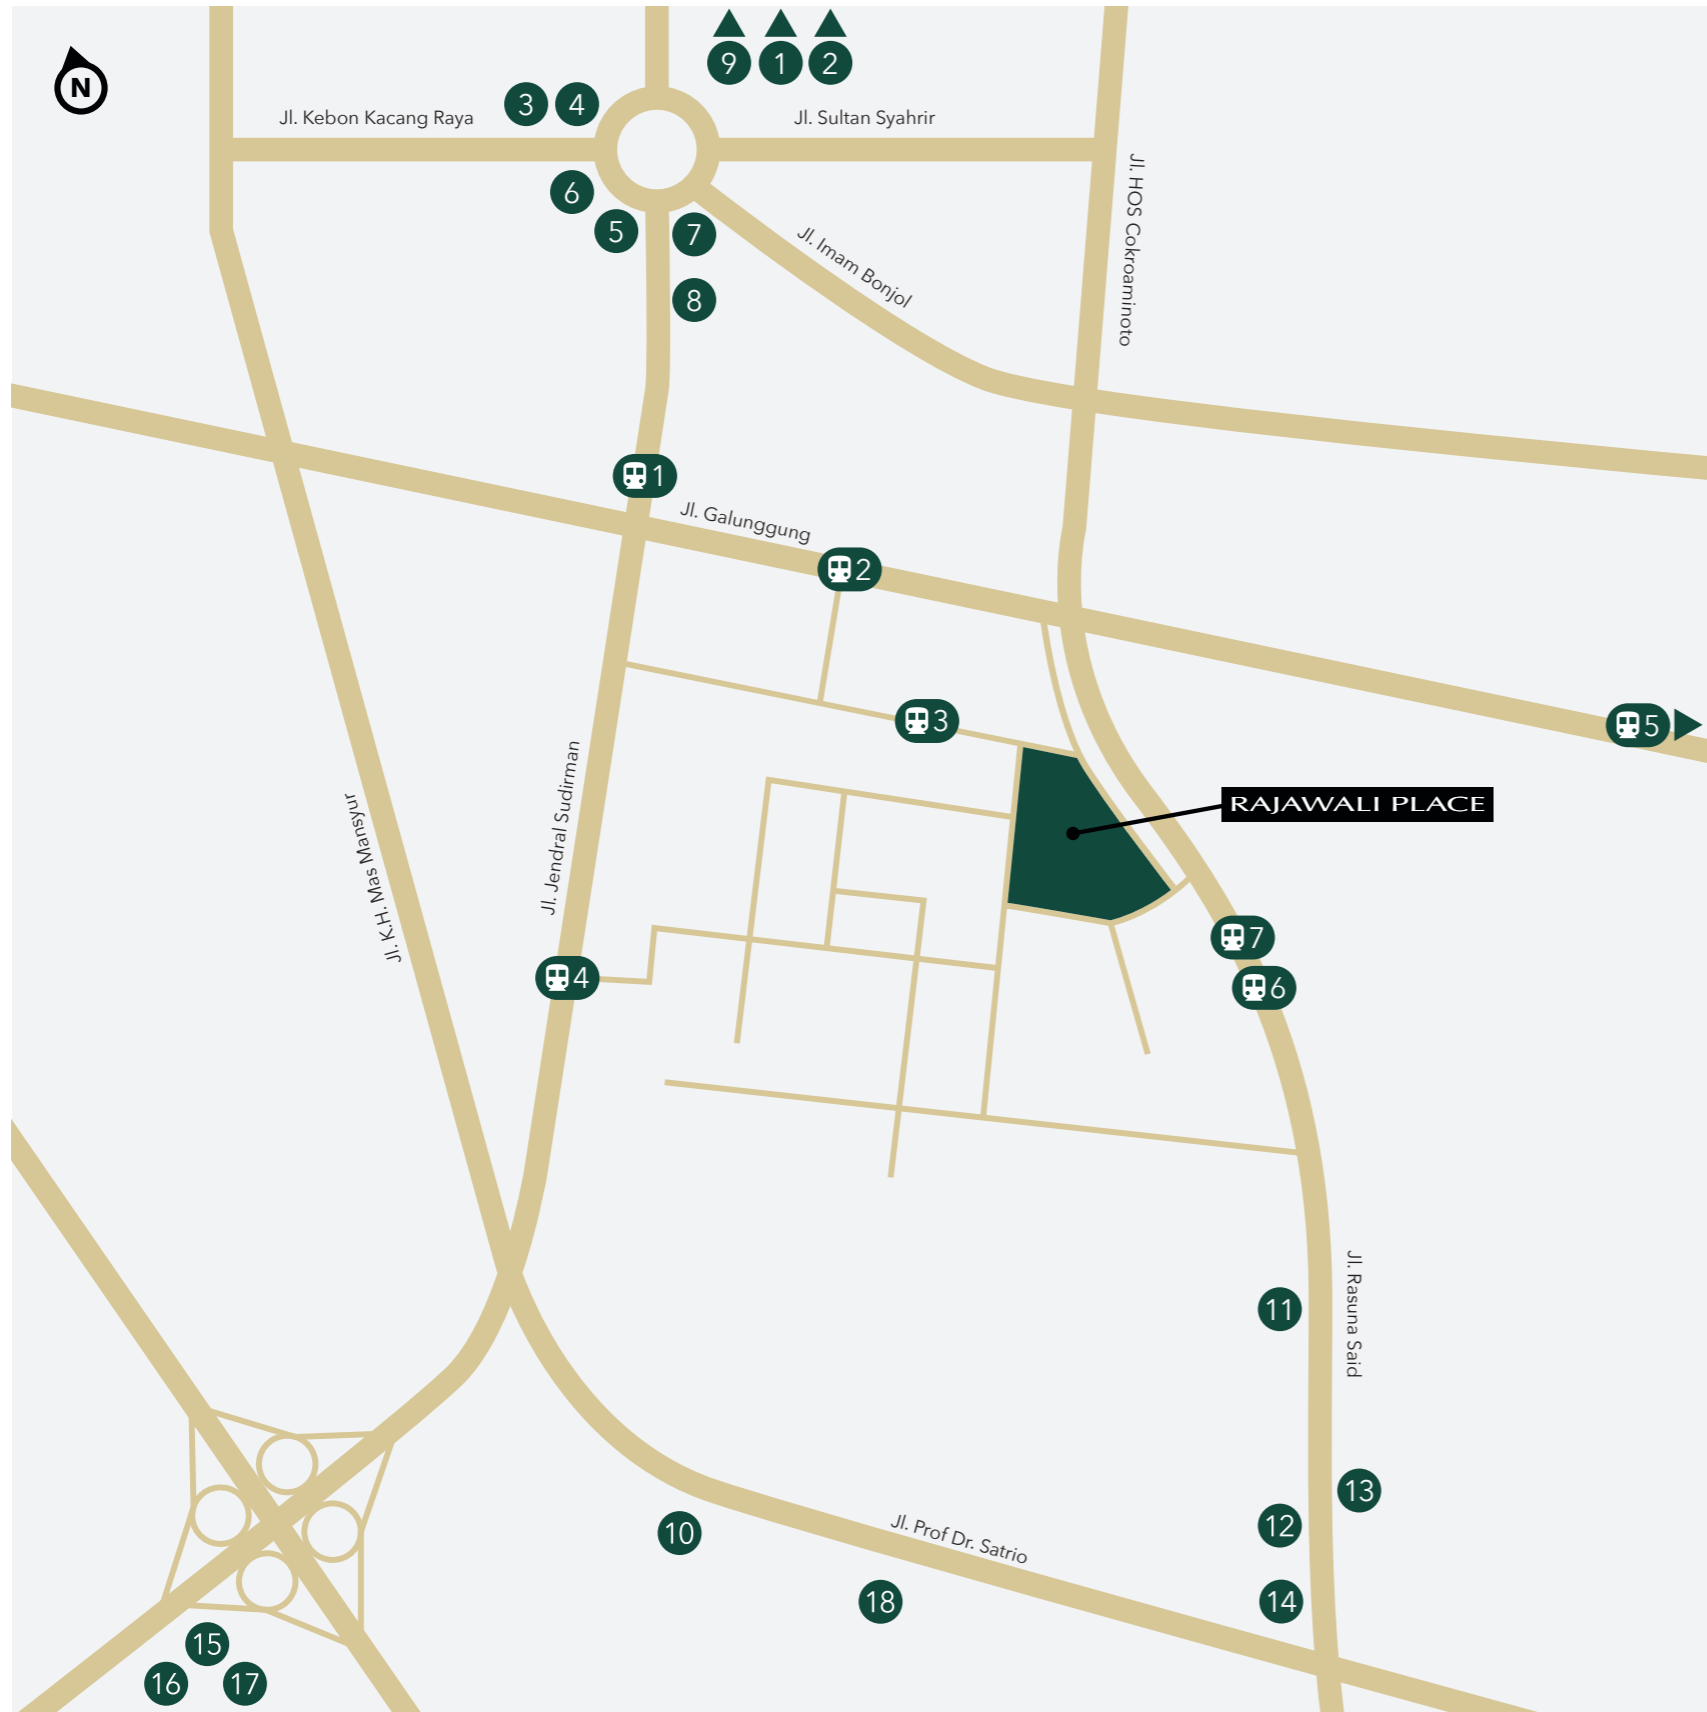 N
9 1 2
3 4
Jl. Kebon Kacang Raya
Jl. Sultan Syahrir
6
5
7
8
Jl. Imam Bonjol
Jl. HOS Cokroaminoto
1
Jl. Galunggung
2
3
5
RAJAWALI PLACE
Jl. Jendral Sudirman
Jl. K.H. Mas Mansyur
4
7
6
11
Jl. Rasuna Said
13
12
10
Jl. Prof Dr. Satrio
18
14
15
16
17